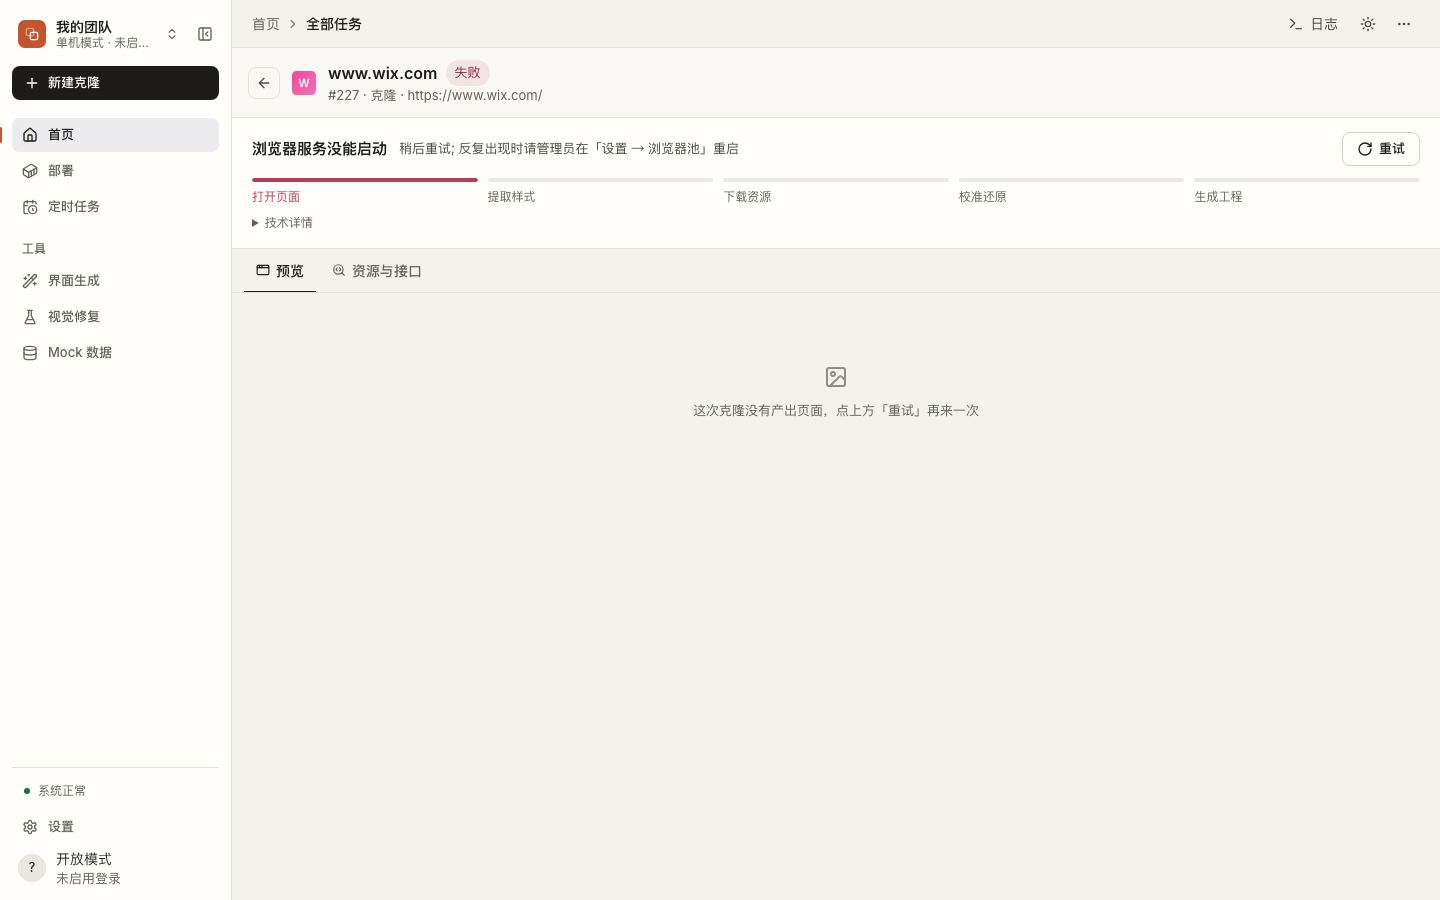 我的团队
单机模式 · 未启...
新建克隆
首页
部署
定时任务
工具
界面生成
视觉修复
Mock 数据
系统正常
设置
?
开放模式
未启用登录
首页 > 全部任务
日志
W
www.wix.com 失败
#227 · 克隆 · https://www.wix.com/
浏览器服务没能启动 稍后重试; 反复出现时请管理员在「设置 → 浏览器池」重启
重试
打开页面 提取样式 下载资源 校准还原 生成工程
技术详情
预览 资源与接口
这次克隆没有产出页面，点上方「重试」再来一次